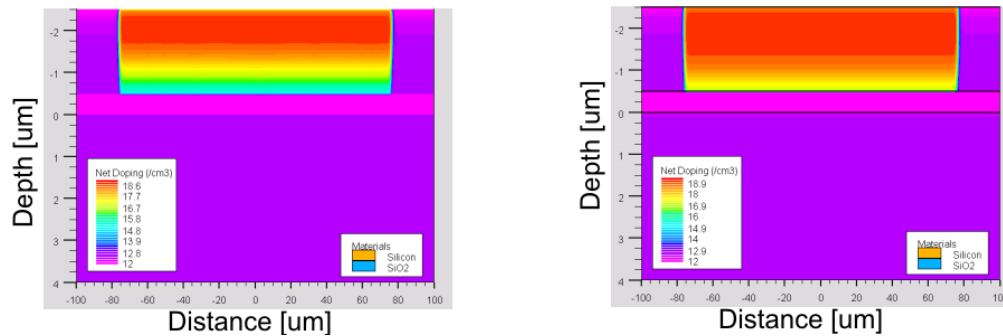 Depth [um]
-2
-1
0
1
2
3
4
Net Doping (/cm3)
18.6
17.7
16.7
15.8
14.8
13.9
12.8
12
Materials
Silicon
SiO2
-100 -80 -60 -40 -20 0 20 40 60 80 100
Distance [um]
Depth [um]
-2
-1
0
1
2
3
4
Net Doping (/cm3)
18.9
18
16.9
16
14.9
14
12.9
12
Materials
Silicon
SiO2
-100 -80 -60 -40 -20 0 20 40 60 80 100
Distance [um]